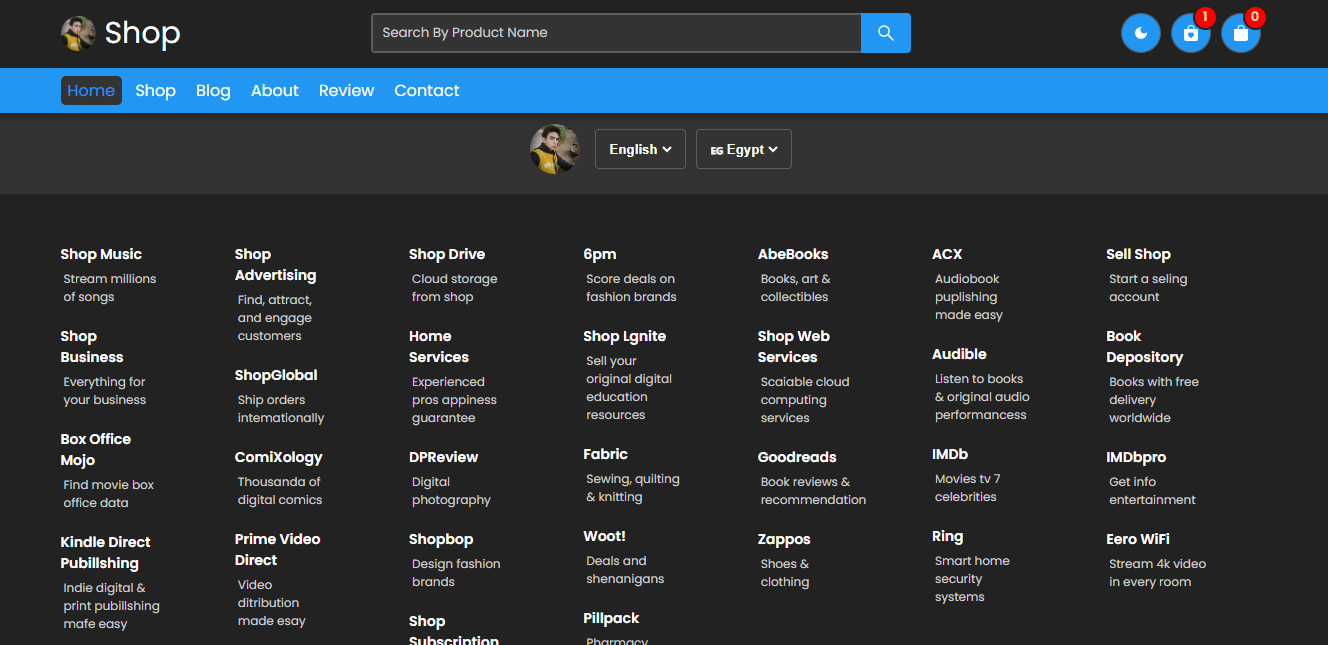 Shop
Search By Product Name
1
0
Home
Shop
Blog
About
Review
Contact
English
EG Egypt
Shop Music
Stream millions
of songs
Shop
Business
Everything for
your business
Box Office
Mojo
Find movie box
office data
Kindle Direct
Pubillshing
Indie digital &
print pubillshing
mafe easy
Shop
Advertising
Find, attract,
and engage
customers
ShopGlobal
Ship orders
intemationally
ComiXology
Thousanda of
digital comics
Prime Video
Direct
Video
ditribution
made esay
Shop Drive
Cloud storage
from shop
Home
Services
Experienced
pros appiness
guarantee
DPReview
Digital
photography
Shopbop
Design fashion
brands
Shop
Subscription
6pm
Score deals on
fashion brands
Shop Lgnite
Sell your
original digital
education
resources
Fabric
Sewing, quilting
& knitting
Woot!
Deals and
shenanigans
Pillpack
Pharmacy
AbeBooks
Books, art &
collectibles
Shop Web
Services
Scaiable cloud
computing
services
Goodreads
Book reviews &
recommendation
Zappos
Shoes &
clothing
ACX
Audiobook
puplishing
made easy
Audible
Listen to books
& original audio
performancess
IMDb
Movies tv 7
celebrities
Ring
Smart home
security
systems
Sell Shop
Start a seling
account
Book
Depository
Books with free
delivery
worldwide
IMDbpro
Get info
entertainment
Eero WiFi
Stream 4k video
in every room